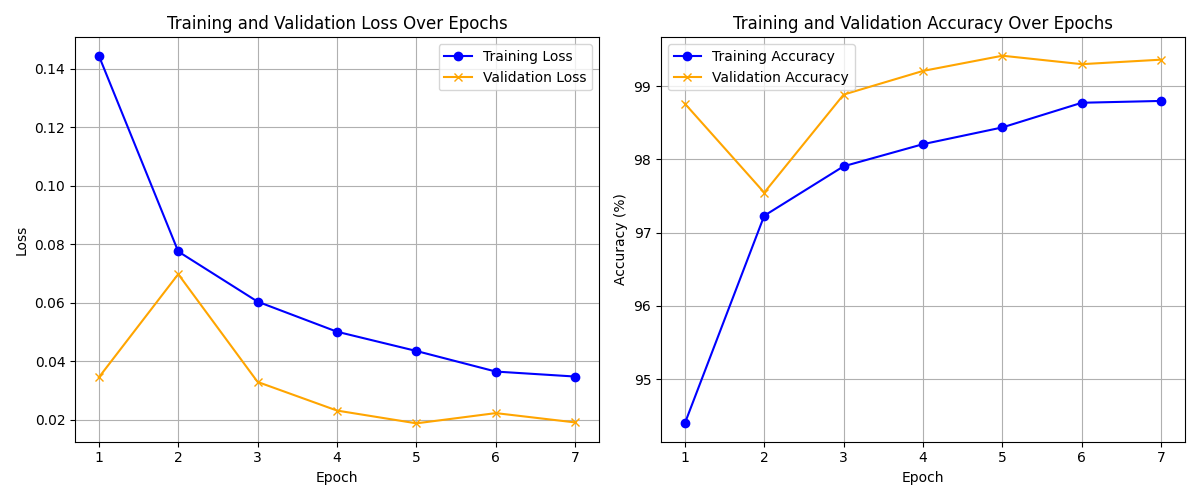 Training and Validation Loss Over Epochs
Training Loss
Validation Loss
0.14
0.12
0.10
0.08
0.06
0.04
0.02
Loss
1 2 3 4 5 6 7
Epoch
Training and Validation Accuracy Over Epochs
Training Accuracy
Validation Accuracy
99
98
97
96
95
Accuracy (%)
1 2 3 4 5 6 7
Epoch